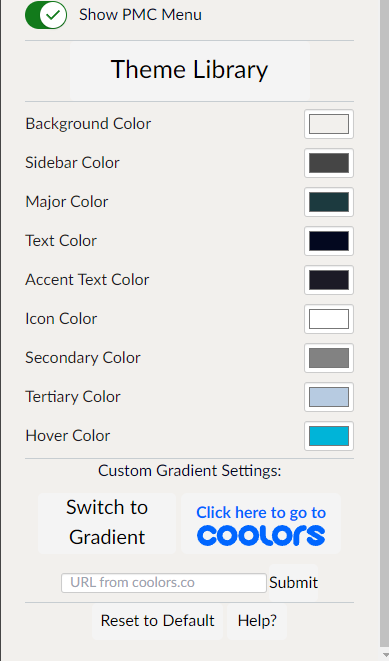 Show PMC Menu
Theme Library
Background Color
Sidebar Color
Major Color
Text Color
Accent Text Color
Icon Color
Secondary Color
Tertiary Color
Hover Color
Custom Gradient Settings:
Switch to
Gradient
Click here to go to
coolors
URL from coolors.co
Submit
Reset to Default
Help?